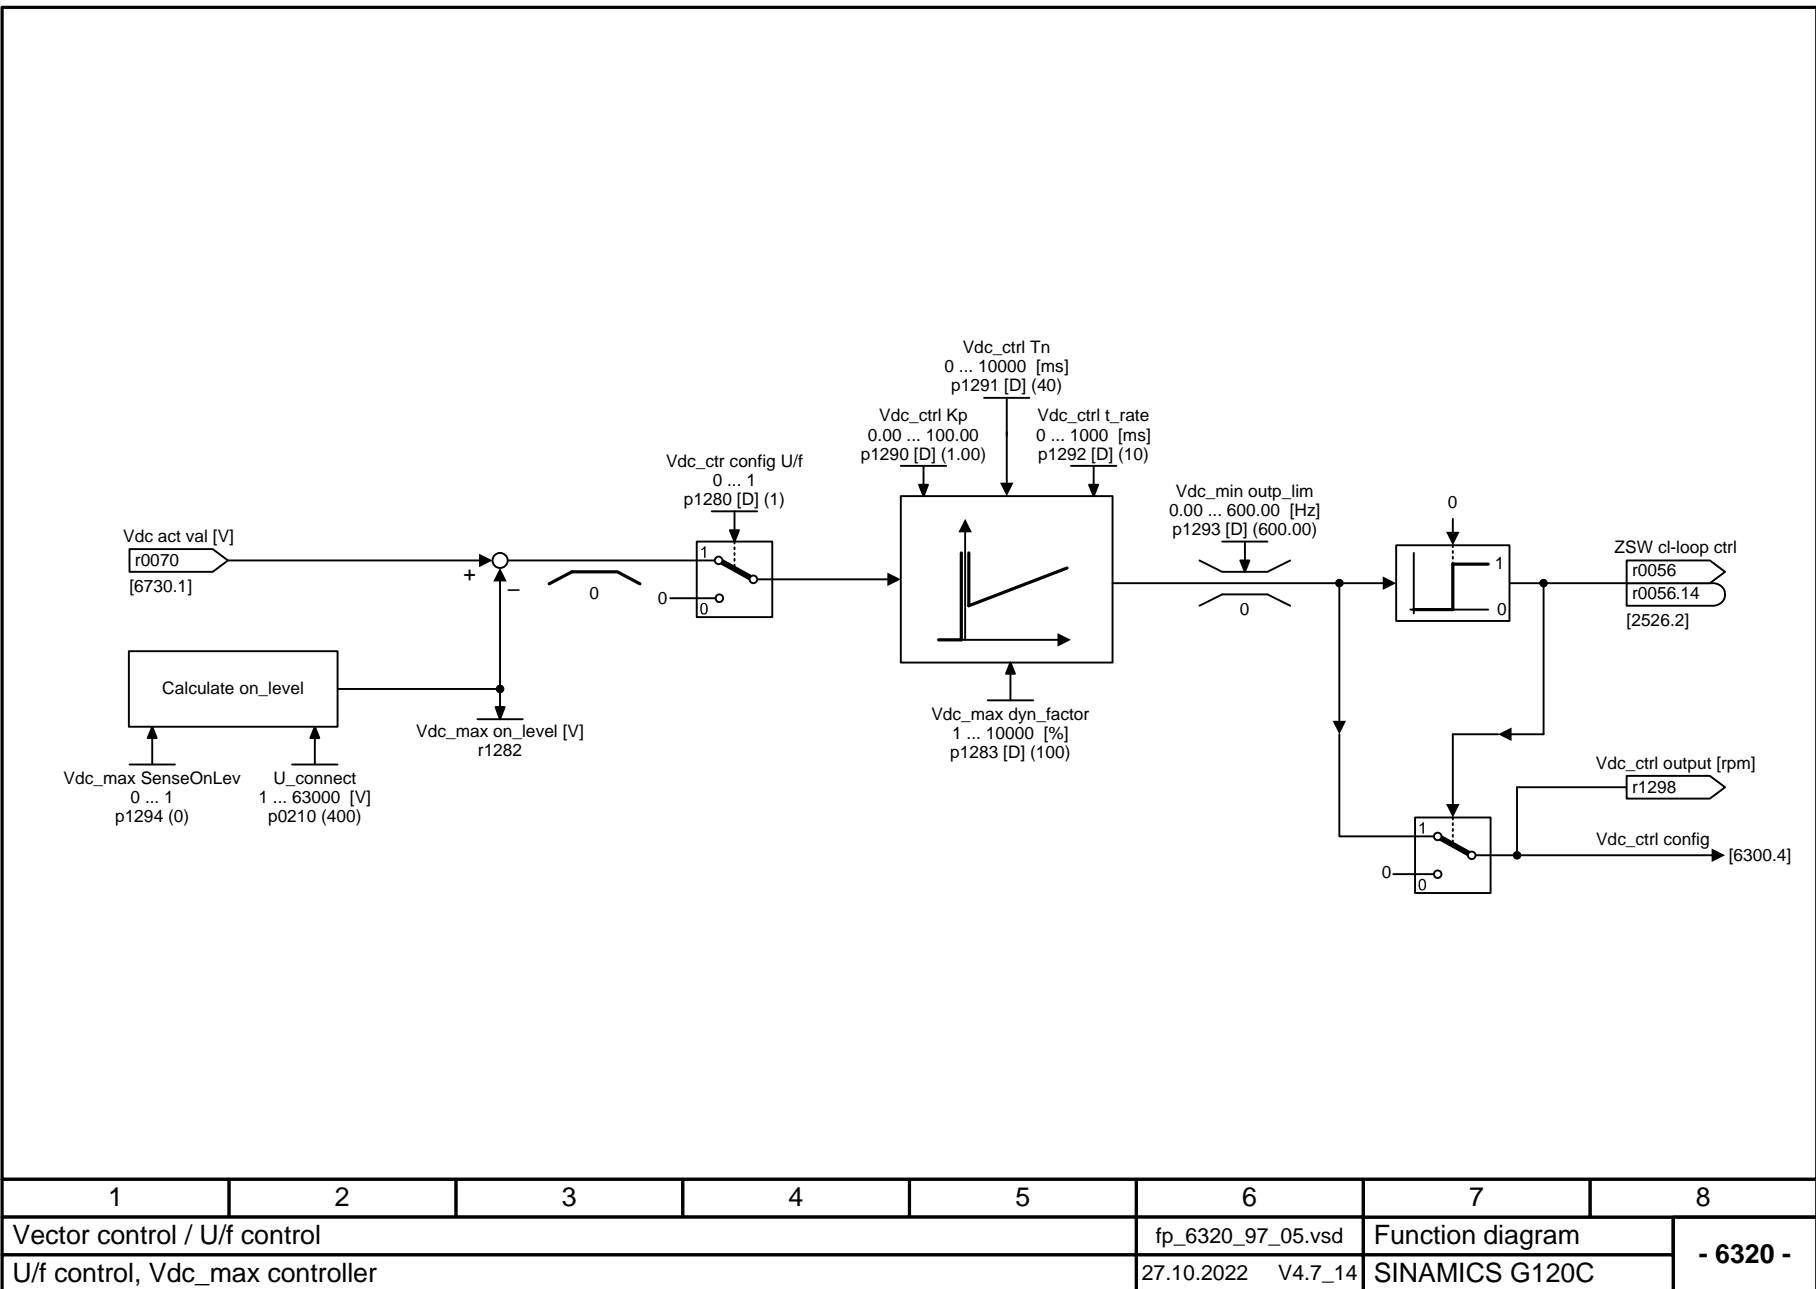 Vdc_ctrl Tn
0 ... 10000 [ms]
p1291 [D] (40)
Vdc_ctrl Kp
0.00 ... 100.00
p1290 [D] (1.00)
Vdc_ctrl t_rate
0 ... 1000 [ms]
p1292 [D] (10)
Vdc_ctr config U/f
0 ... 1
p1280 [D] (1)
Vdc_min outp_lim
0.00 ... 600.00 [Hz]
p1293 [D] (600.00)
0
Vdc act val [V]
r0070
[6730.1]
+
–
0
1
0
0
0
1
0
ZSW cl-loop ctrl
r0056
r0056.14
[2526.2]
Calculate on_level
Vdc_max on_level [V]
r1282
Vdc_max dyn_factor
1 ... 10000 [%]
p1283 [D] (100)
Vdc_max SenseOnLev
0 ... 1
p1294 (0)
U_connect
1 ... 63000 [V]
p0210 (400)
Vdc_ctrl output [rpm]
r1298
1
0
0
Vdc_ctrl config
[6300.4]
1 2 3 4 5 6 7 8
Vector control / U/f control
fp_6320_97_05.vsd
Function diagram
- 6320 -
U/f control, Vdc_max controller
27.10.2022 V4.7_14
SINAMICS G120C